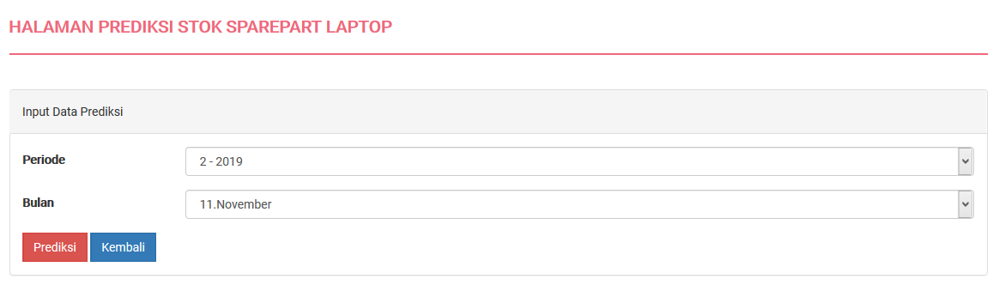 HALAMAN PREDIKSI STOK SPAREPART LAPTOP
Input Data Prediksi
Periode 2 - 2019
Bulan 11.November
Prediksi Kembali